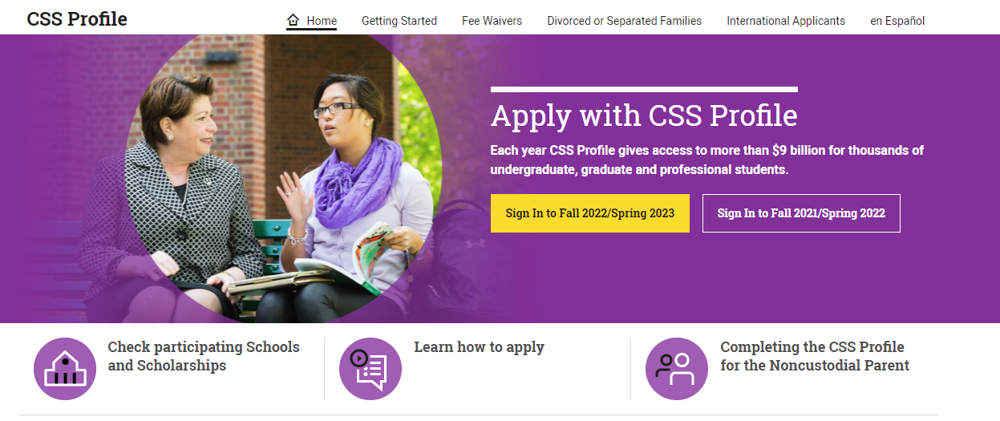 CSS Profile
Home
Getting Started
Fee Waivers
Divorced or Separated Families
International Applicants
en Español
Apply with CSS Profile
Each year CSS Profile gives access to more than $9 billion for thousands of
undergraduate, graduate and professional students.
Sign In to Fall 2022/Spring 2023
Sign In to Fall 2021/Spring 2022
Check participating Schools
and Scholarships
Learn how to apply
Completing the CSS Profile
for the Noncustodial Parent